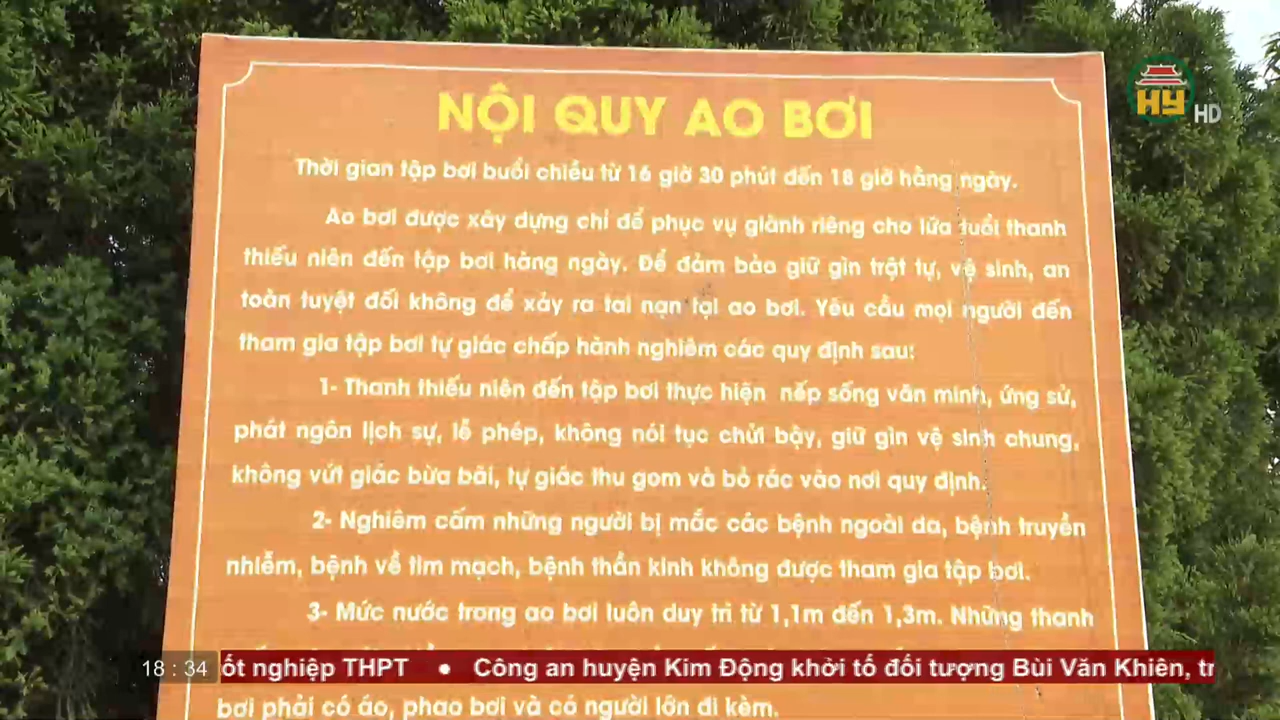 NỘI QUY AO BƠI
Thời gian tập bơi buổi chiều từ 16 giờ 30 phút đến 18 giờ hằng ngày.
Ao bơi được xây dựng chỉ để phục vụ giành riêng cho lứa tuổi thanh
thiếu niên đến tập bơi hàng ngày. Để đảm bảo giữ gìn trật tự, vệ sinh, an
toàn tuyệt đối không để xảy ra tai nạn tại ao bơi. Yêu cầu mọi người đến
tham gia tập bơi tự giác chấp hành nghiêm các quy định sau:
1- Thanh thiếu niên đến tập bơi thực hiện nếp sống văn minh, ứng sử,
phát ngôn lịch sự, lễ phép, không nói tục chửi bậy, giữ gìn vệ sinh chung,
không vứt giác bừa bãi, tự giác thu gom và bỏ rác vào nơi quy định.
2- Nghiêm cấm những người bị mắc các bệnh ngoài da, bệnh truyền
nhiễm, bệnh về tim mạch, bệnh thần kinh không được tham gia tập bơi.
3- Mức nước trong ao bơi luôn duy trì từ 1,1m đến 1,3m. Những thanh
bơi phải có áo, phao bơi và có người lớn đi kèm.
HY HD
18 : 34 ốt nghiệp THPT ● Công an huyện Kim Động khởi tố đối tượng Bùi Văn Khiên, tr